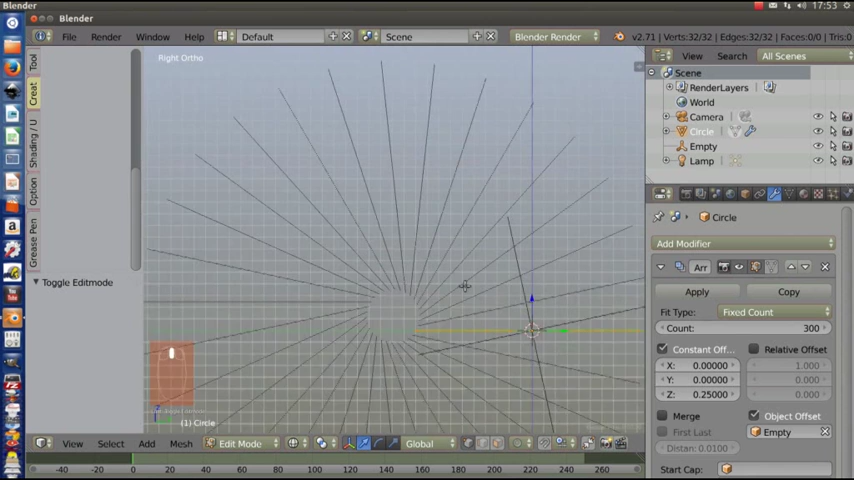 Blender
17:53
Blender
File
Render
Window
Help
Default
Scene
Blender Render
v2.71 | Verts:32/32 | Edges:32/32 | Faces:0/0 | Tris:0
Right Ortho
Tool
Creat
Shading / U
Option
Grease Pen
Toggle Editmode
(1) Circle
View
Select
Add
Mesh
Edit Mode
Global
-40
-20
0
20
40
60
80
100
120
140
160
180
200
220
240
260
View
Search
All Scenes
Scene
RenderLayers
World
Camera
Circle
Empty
Lamp
Circle
Add Modifier
Arr
Apply
Copy
Fit Type:
Fixed Count
Count:
300
Constant Off...
Relative Offset
X:
0.00000
1.000
Y:
0.00000
0.000
Z:
0.25000
0.000
Merge
Object Offset
First Last
Empty
Distan: 0.0100
Start Cap: